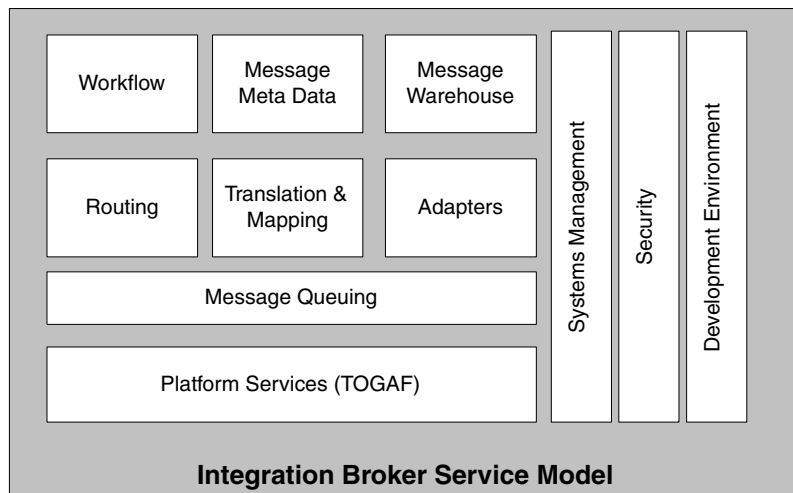 Workflow
Message
Meta Data
Message
Warehouse
Routing
Translation &
Mapping
Adapters
Message Queuing
Platform Services (TOGAF)
Systems Management
Security
Development Environment
Integration Broker Service Model